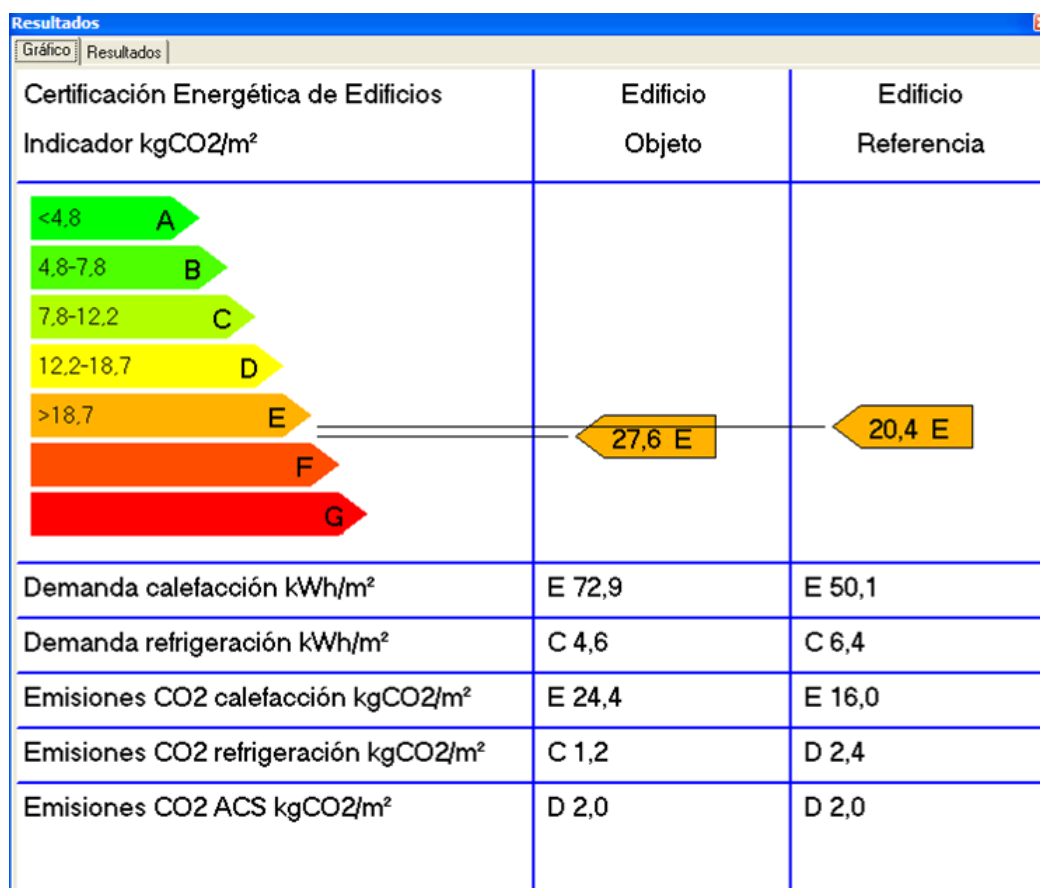 Resultados
Gráfico Resultados
Certificación Energética de Edificios Edificio Edificio
Indicador kgCO2/m² Objeto Referencia
<4,8 A
4,8-7,8 B
7,8-12,2 C
12,2-18,7 D
>18,7 E 27,6 E 20,4 E
F
G
Demanda calefacción kWh/m² E 72,9 E 50,1
Demanda refrigeración kWh/m² C 4,6 C 6,4
Emisiones CO2 calefacción kgCO2/m² E 24,4 E 16,0
Emisiones CO2 refrigeración kgCO2/m² C 1,2 D 2,4
Emisiones CO2 ACS kgCO2/m² D 2,0 D 2,0